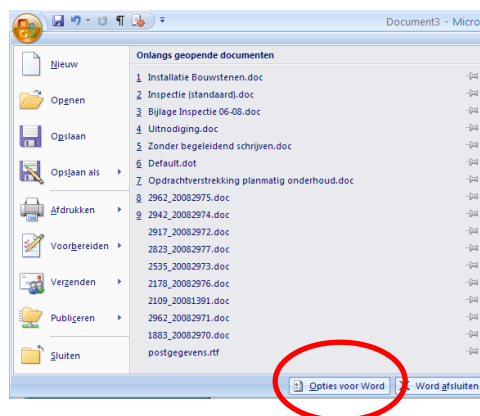 Document3 - Micro
Nieuw
Openen
Opslaan
Opslaan als
Afdrukken
Voorbereiden
Verzenden
Publiceren
Sluiten
Onlangs geopende documenten
1 Installatie Bouwstenen.doc
2 Inspectie (standaard).doc
3 Bijlage Inspectie 06-08.doc
4 Uitnodiging.doc
5 Zonder begeleidend schrijven.doc
6 Default.dot
7 Opdrachtverstrekking planmatig onderhoud.doc
8 2962_20082975.doc
9 2942_20082974.doc
2917_20082972.doc
2823_20082977.doc
2535_20082973.doc
2178_20082976.doc
2109_20081391.doc
2962_20082971.doc
1883_20082970.doc
postgegevens.rtf
Opties voor Word
Word afsluiten